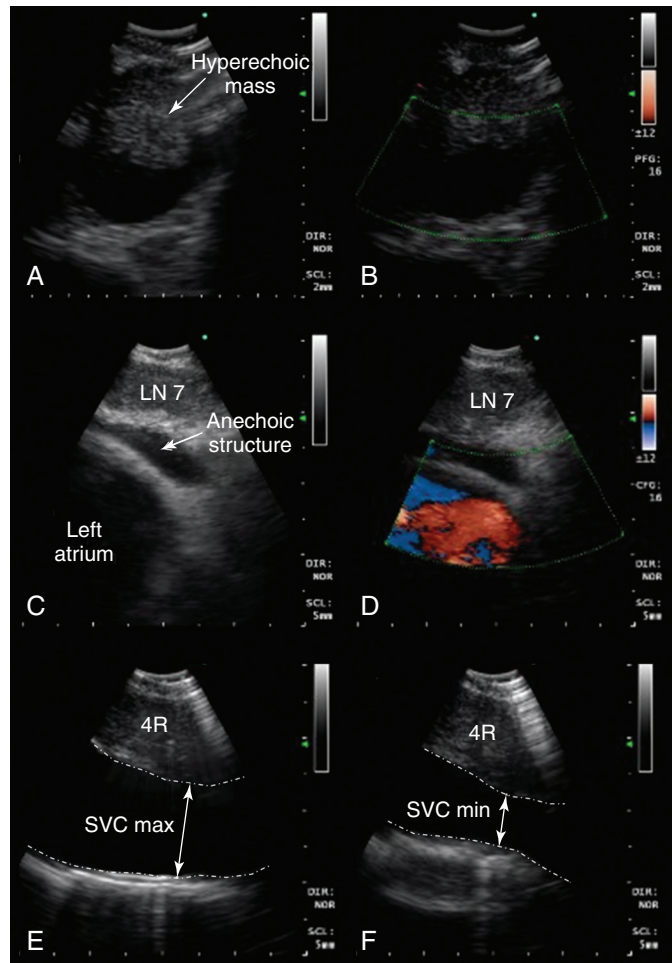 Hyperechoic
mass
DIR:
NOR
SCL:
2mm
A
±12
PFG:
16
DIR:
NOR
SCL:
2mm
B
LN 7
Anechoic
structure
Left
atrium
DIR:
NOR
SCL:
5mm
C
LN 7
±12
CFG:
16
DIR:
NOR
SCL:
5mm
D
4R
SVC max
DIR:
NOR
SCL:
5mm
E
4R
SVC min
DIR:
NOR
SCL:
5mm
F